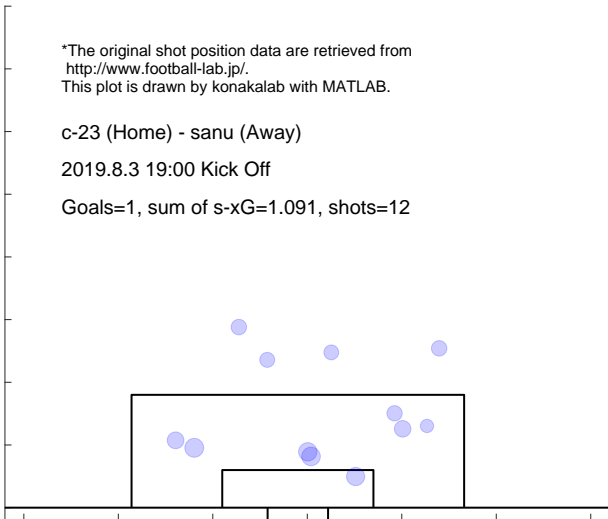 *The original shot position data are retrieved from
http://www.football-lab.jp/.
This plot is drawn by konakalab with MATLAB.
c-23 (Home) - sanu (Away)
2019.8.3 19:00 Kick Off
Goals=1, sum of s-xG=1.091, shots=12